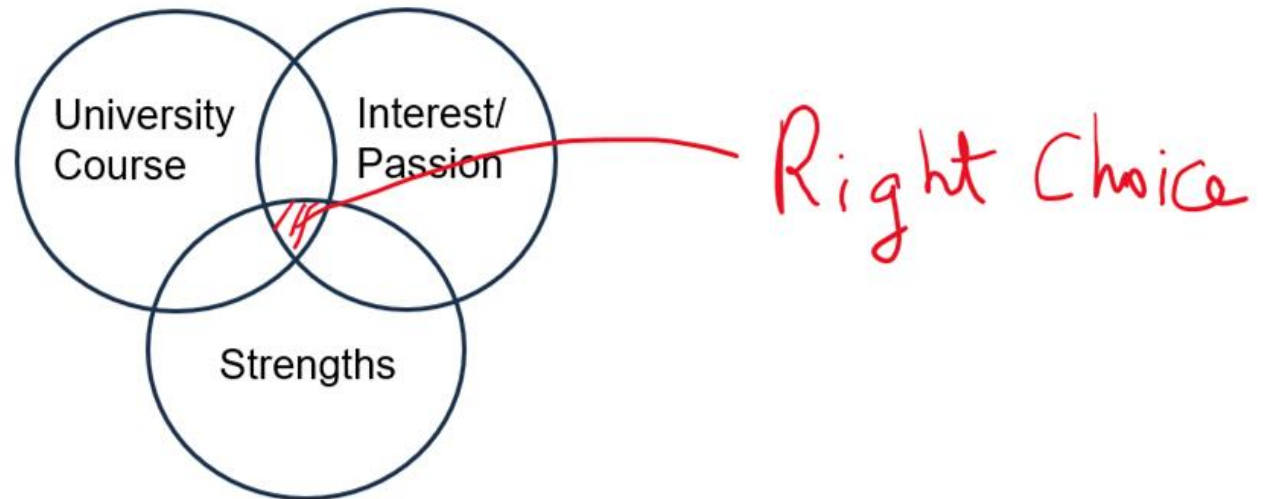 University
Course
Interest/
Passion
Strengths
Right Choice